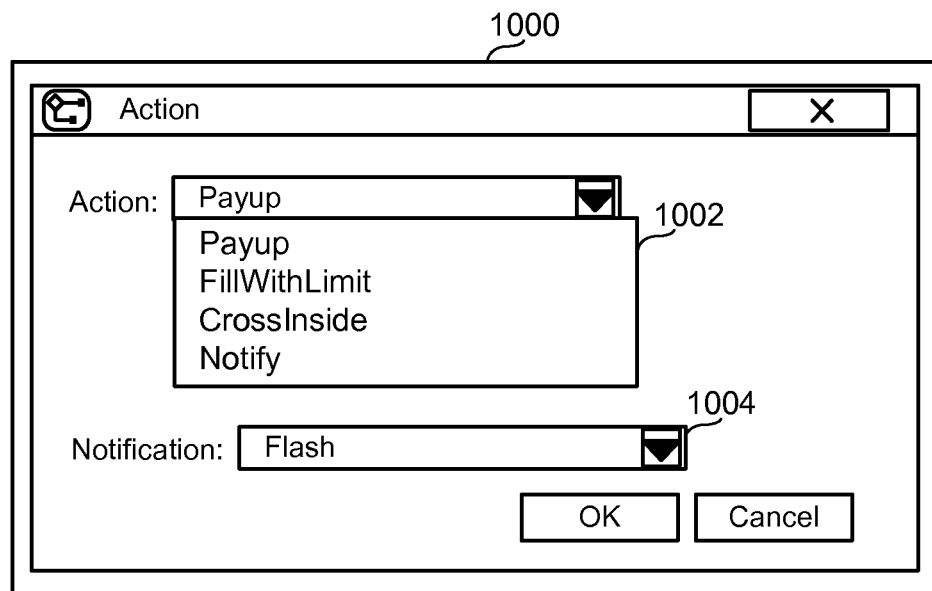 1000
Action
X
Action: Payup
1002
Payup
FillWithLimit
CrossInside
Notify
1004
Notification: Flash
OK Cancel